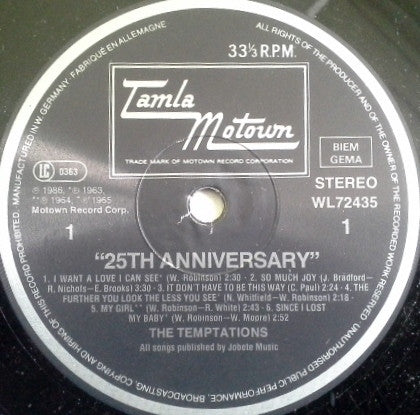 MANUFACTURED IN W. GERMANY. FABRIQUÉ EN ALLEMAGNE
ALL RIGHTS OF THE PRODUCER AND OF THE OWNER OF THE RECORDED WORK RESERVED. UNAUTHORISED PUBLIC PERFORMANCE, BROADCASTING, COPYING AND HIRING OF THIS RECORD PROHIBITED.
33⅓ R.P.M
Tamla
Motown
TRADE MARK OF MOTOWN RECORD CORPORATION
LC 0363
BIEM
GEMA
℗ 1986, *℗ 1963,
*℗ 1964, *℗ 1965
Motown Record Corp.
STEREO
WL72435
1
1
"25TH ANNIVERSARY"
1. I WANT A LOVE I CAN SEE* (W. Robinson) 2:30 - 2. SO MUCH JOY (J. Bradford–
R. Nichols–E. Brooks) 3:30 - 3. IT DON'T HAVE TO BE THIS WAY (C. Paul) 2:24 - 4. THE
FURTHER YOU LOOK THE LESS YOU SEE (N. Whitfield–W. Robinson) 2:18 -
5. MY GIRL** (W. Robinson–R. White) 2:43 - 5. SINCE I LOST
MY BABY* (W. Robinson–W. Moore) 2:52
THE TEMPTATIONS
All songs published by Jobete Music